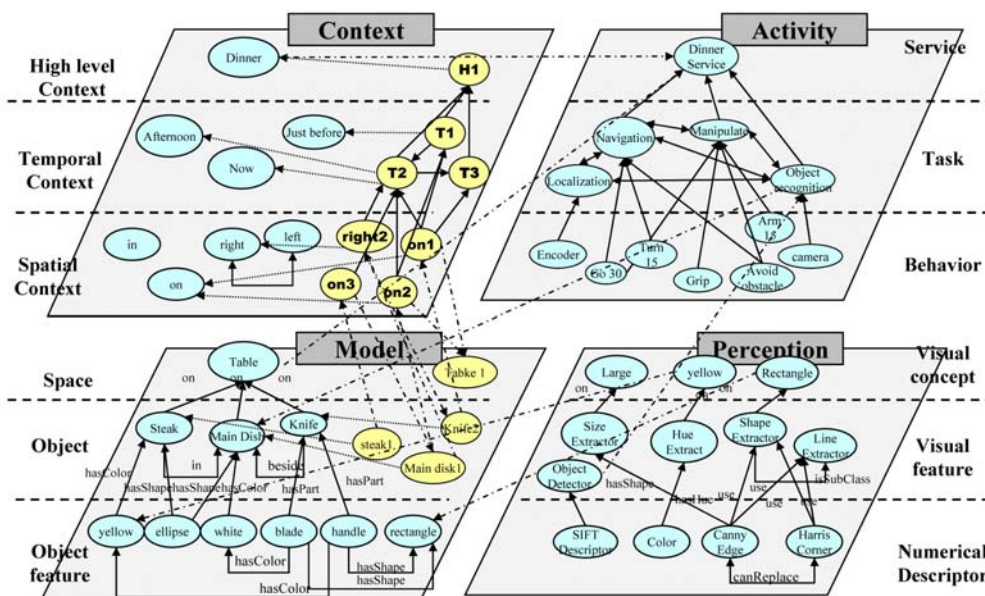 Context
Activity
Service
Dinner
H1
Dinner
Service
High level
Context
Afternoon
Just before
T1
Now
T2
T3
Temporal
Context
Navigation
Manipulate
Localization
Object
recognition
Task
in
right
left
right2
on1
on
on3
on2
Spatial
Context
Encoder
Go 30
Turn
15
Grip
Arm
15
Avoid
obstacle
camera
Behavior
Model
Perception
Visual
concept
Space
Table
on
on
on
Tabke 1
Large
yellow
Rectangle
on
on
on
Object
Steak
Main Dish
Knife
steak1
Knife2
Main disk1
hasColor
in
beside
hasShape
hasShape
hasColor
hasPart
hasPart
Size
Extractor
Hue
Extract
Shape
Extractor
Line
Extractor
Object
Detector
hasShape
hasHue
use
use
use
use
isSubClass
Visual
feature
Object
feature
yellow
ellipse
white
blade
handle
rectangle
hasColor
hasShape
hasShape
hasColor
SIFT
Descriptor
Color
Canny
Edge
Harris
Corner
canReplace
Numerical
Descriptor